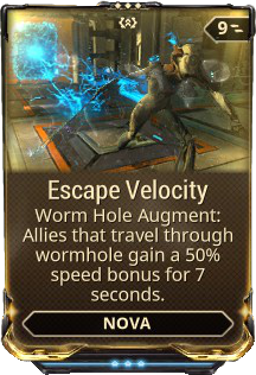 9
Escape Velocity
Worm Hole Augment:
Allies that travel through
wormhole gain a 50%
speed bonus for 7
seconds.
NOVA